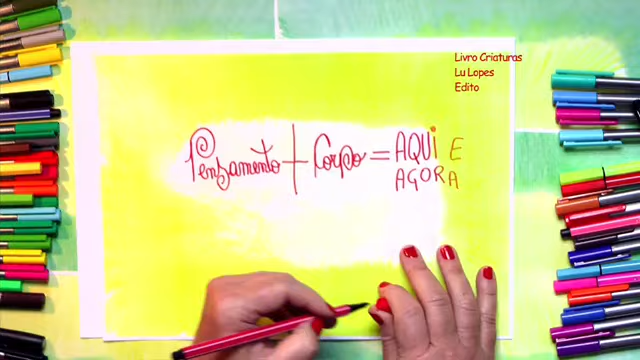 Livro Criaturas
Lu Lopes
Edito
Pensamento + Corpo = AQUI E
AGORA